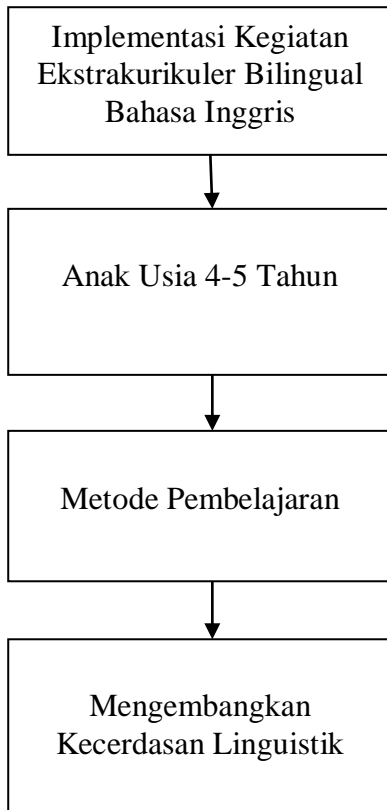 Implementasi Kegiatan
Ekstrakurikuler Bilingual
Bahasa Inggris
Anak Usia 4-5 Tahun
Metode Pembelajaran
Mengembangkan
Kecerdasan Linguistik